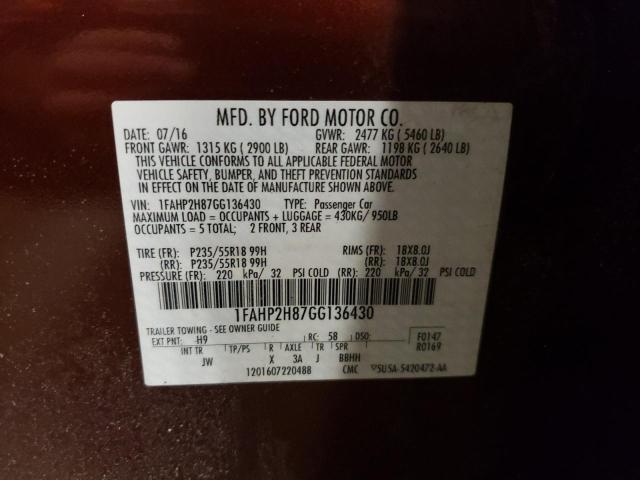 MFD. BY FORD MOTOR CO.
DATE: 07/16 GVWR: 2477 KG ( 5460 LB)
FRONT GAWR: 1315 KG ( 2900 LB) REAR GAWR: 1198 KG ( 2640 LB)
THIS VEHICLE CONFORMS TO ALL APPLICABLE FEDERAL MOTOR
VEHICLE SAFETY, BUMPER, AND THEFT PREVENTION STANDARDS
IN EFFECT ON THE DATE OF MANUFACTURE SHOWN ABOVE.
VIN: 1FAHP2H87GG136430 TYPE: Passenger Car
MAXIMUM LOAD = OCCUPANTS + LUGGAGE = 430KG/ 950LB
OCCUPANTS = 5 TOTAL; 2 FRONT, 3 REAR
TIRE (FR): P235/55R18 99H RIMS (FR): 18X8.0J
(RR): P235/55R18 99H (RR): 18X8.0J
PRESSURE (FR): 220 kPa/ 32 PSI COLD (RR): 220 kPa/ 32 PSI COLD
1FAHP2H87GG136430
TRAILER TOWING - SEE OWNER GUIDE
EXT PNT: H9 RC: 58 DSO: F0147
INT TR TP/PS R AXLE TR SPR R0169
JW X 3A J BBHH
1201607220488 CMC 5USA-5420472-AA